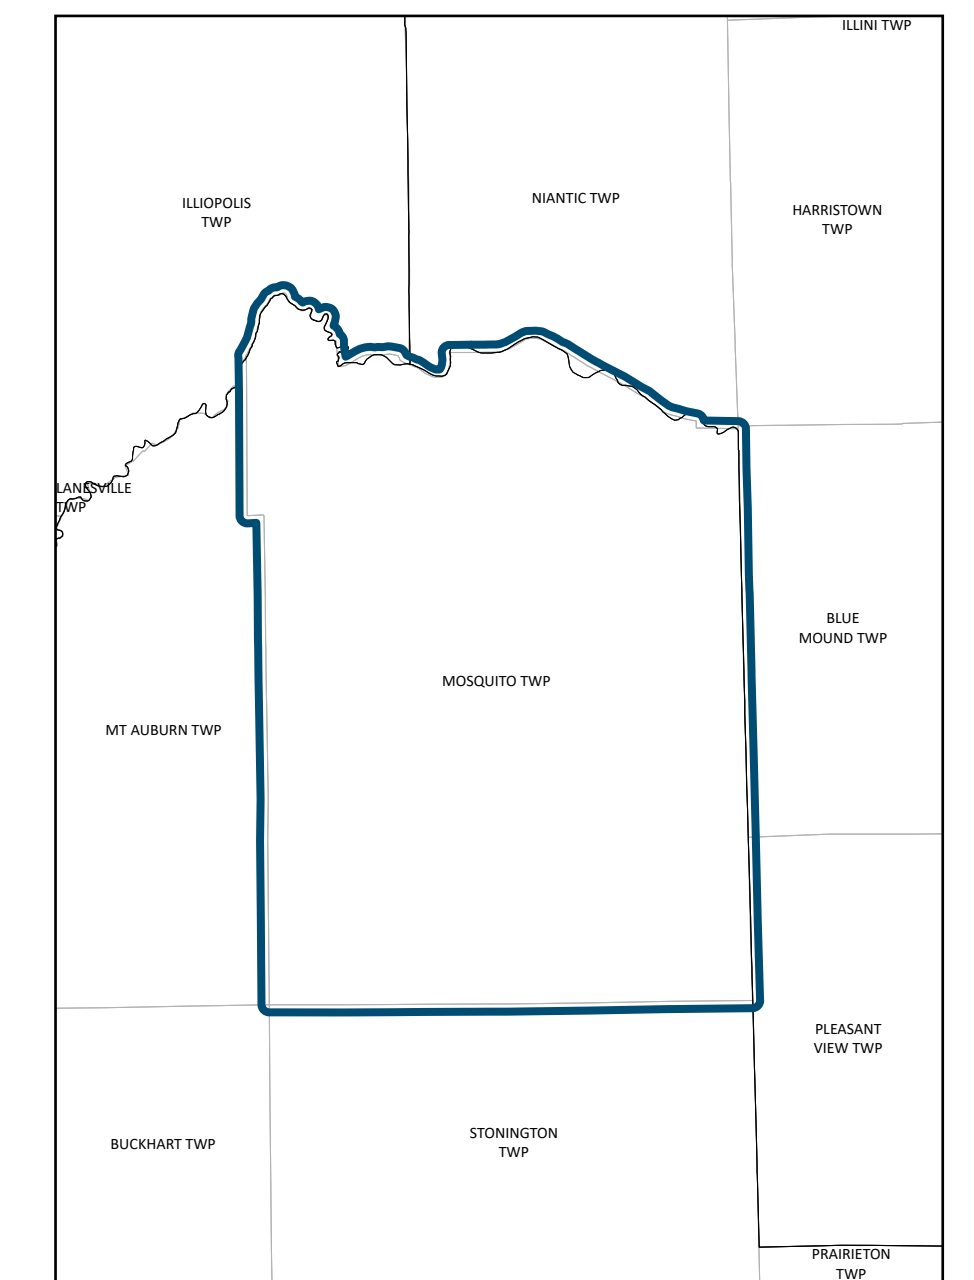 ILLINI TWP
ILLIOPOLIS
TWP
NIANTIC TWP
HARRISTOWN
TWP
LANESVILLE
TWP
BLUE
MOUND TWP
MOSQUITO TWP
MT AUBURN TWP
PLEASANT
VIEW TWP
BUCKHART TWP
STONINGTON
TWP
PRAIRIETON
TWP